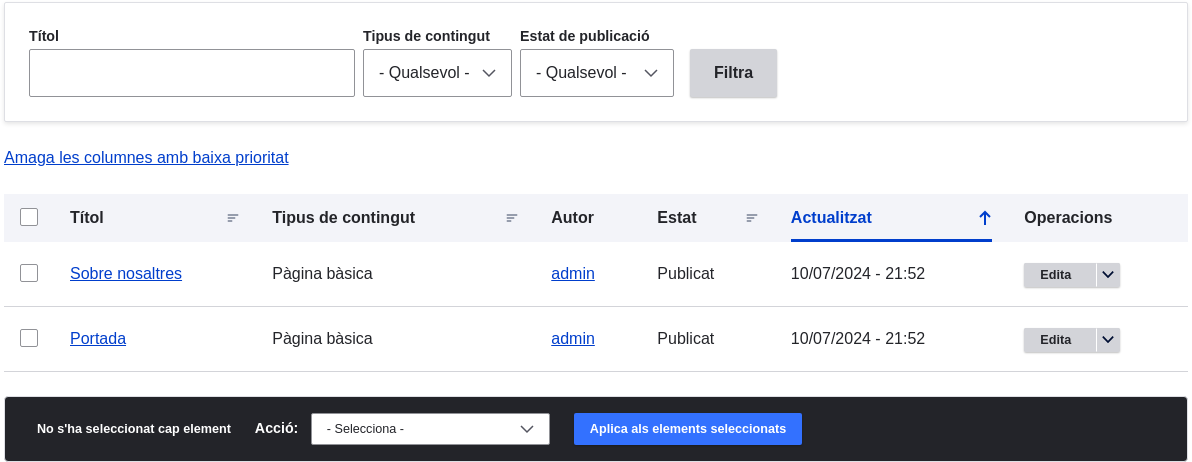 Títol Tipus de contingut Estat de publicació
- Qualsevol - - Qualsevol - Filtra
Amaga les columnes amb baixa prioritat
Títol Tipus de contingut Autor Estat Actualitzat Operacions
Sobre nosaltres Pàgina bàsica admin Publicat 10/07/2024 - 21:52 Edita
Portada Pàgina bàsica admin Publicat 10/07/2024 - 21:52 Edita
No s'ha seleccionat cap element Acció: - Selecciona - Aplica als elements seleccionats